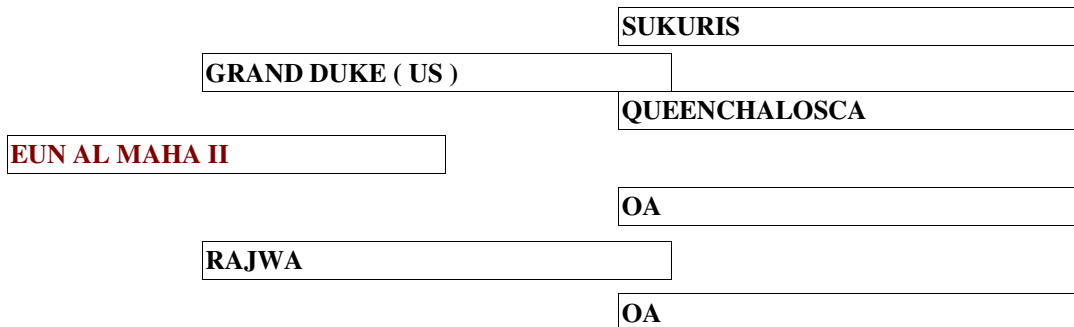 SUKURIS
GRAND DUKE ( US )
QUEENCHALOSCA
EUN AL MAHA II
OA
RAJWA
OA